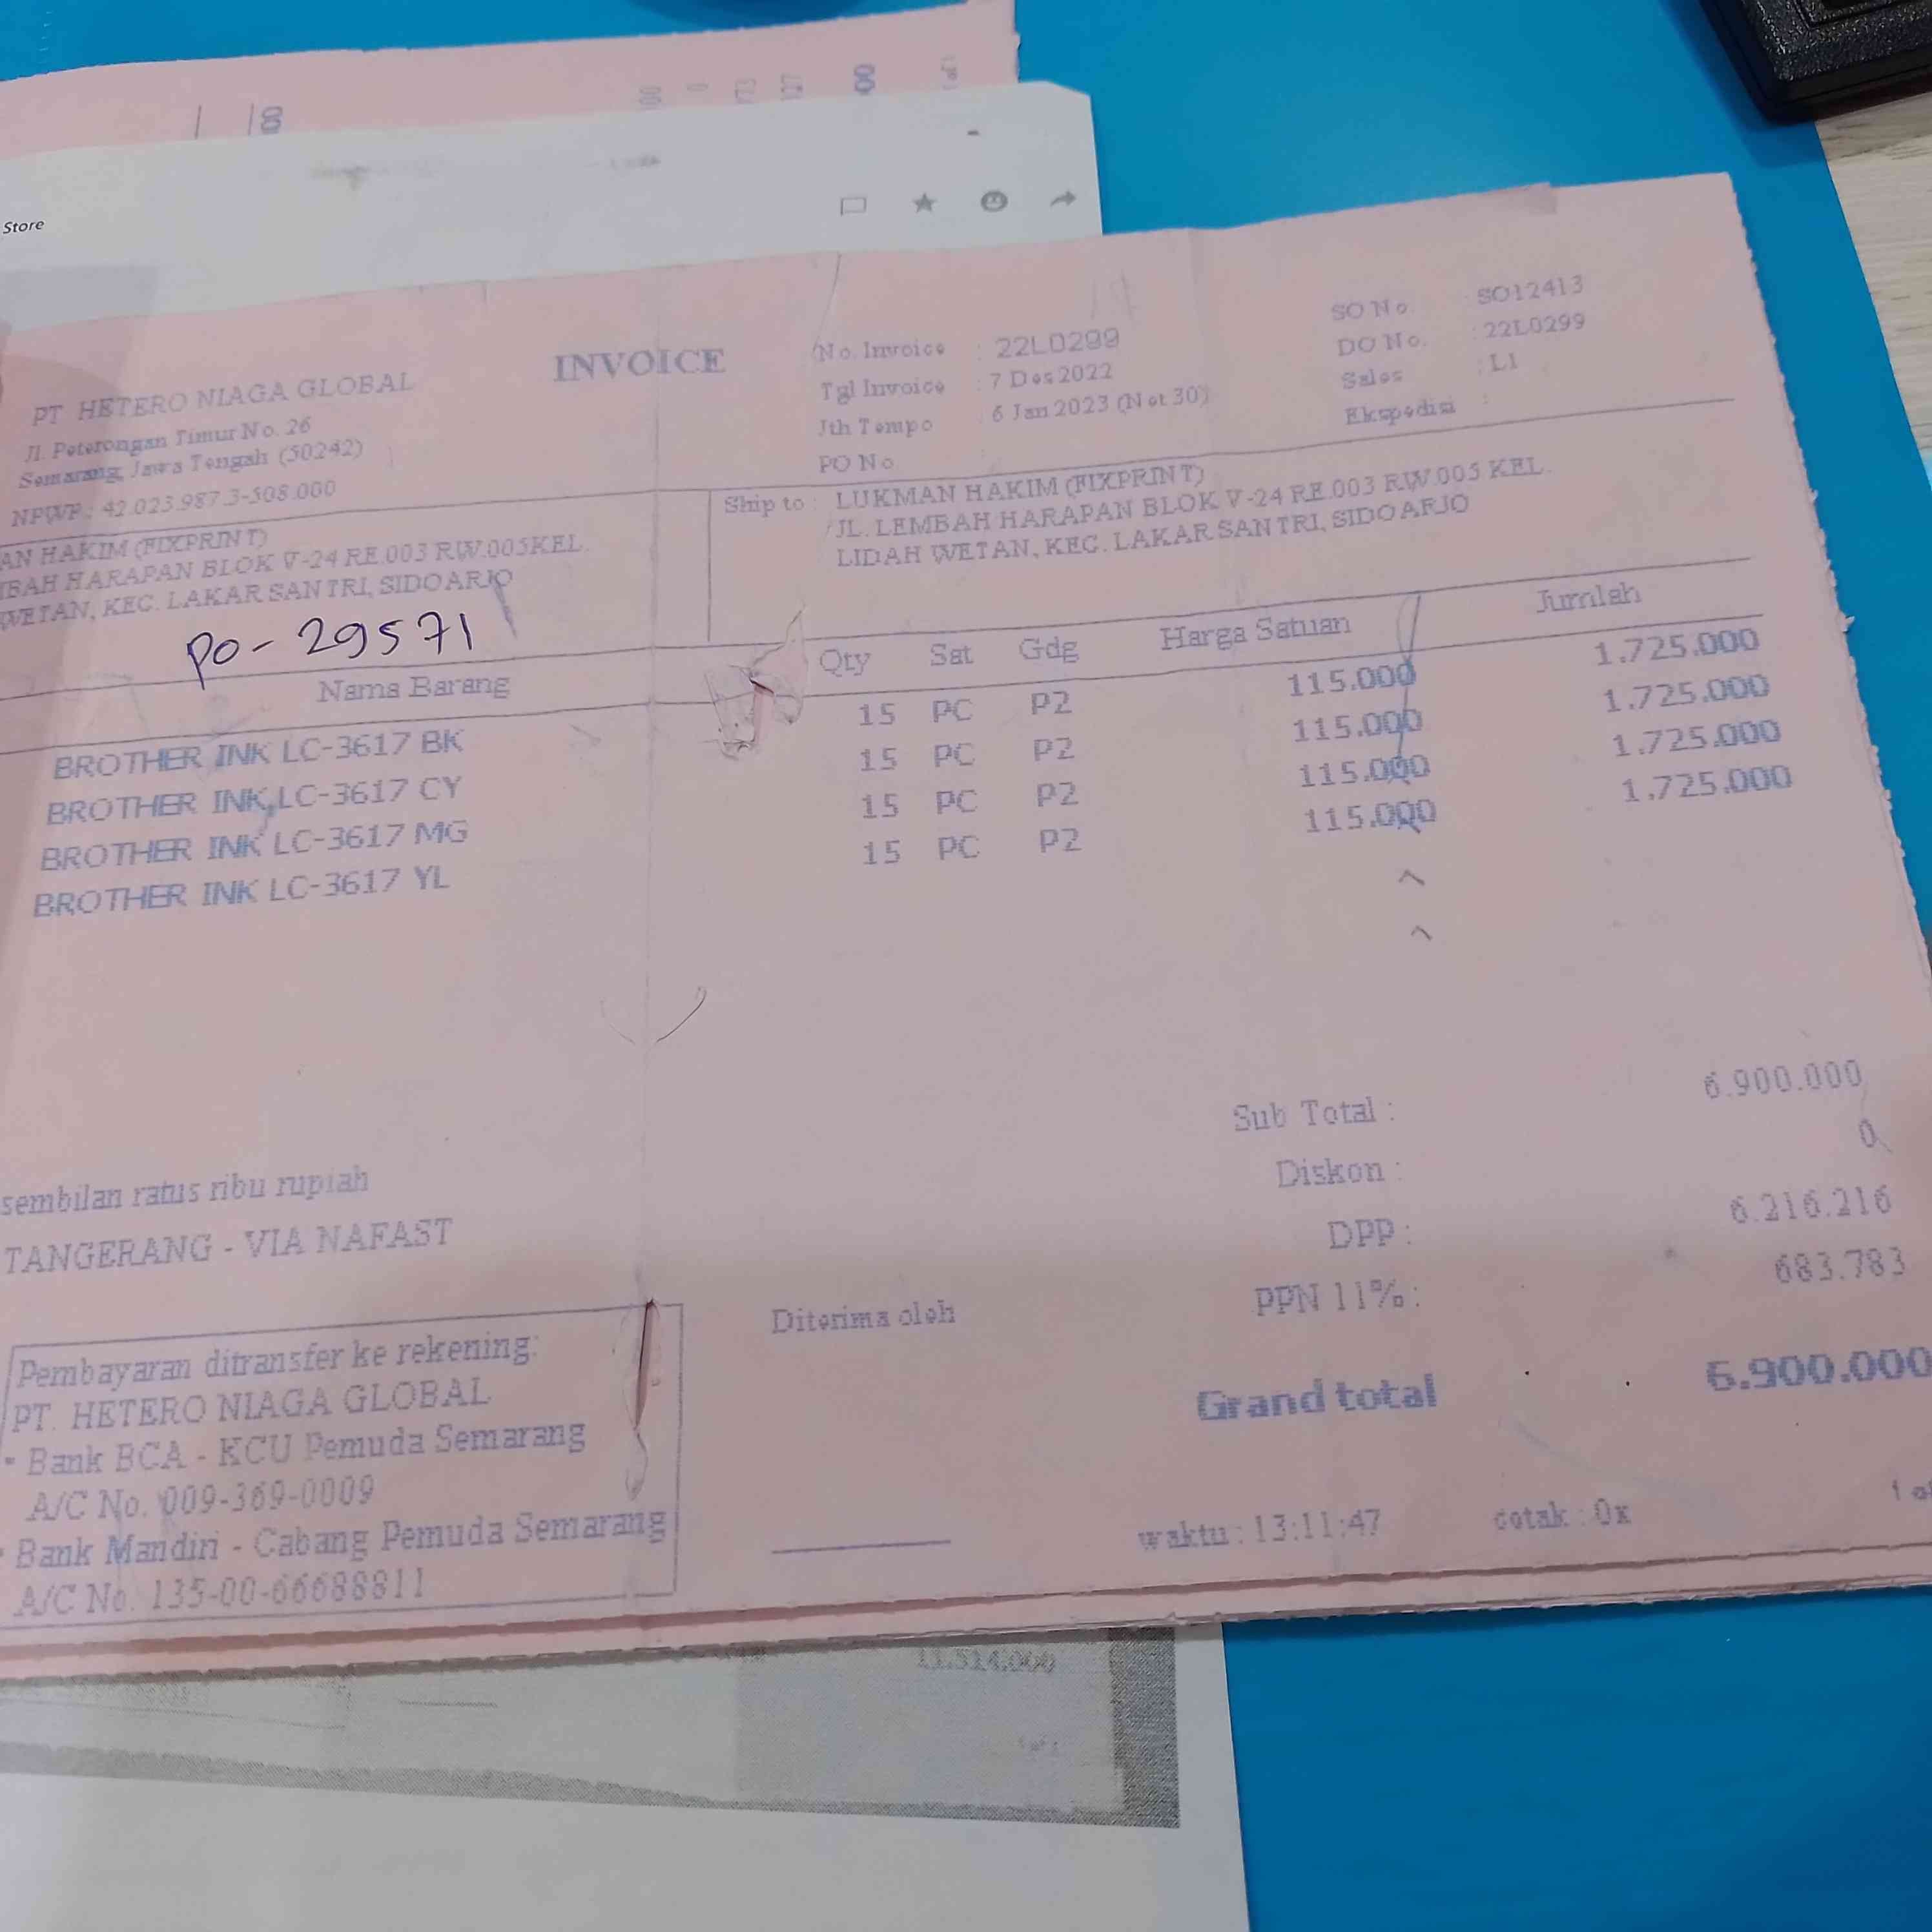 Store
INVOICE
PT HETERO NIAGA GLOBAL
Jl. Peterongan Timur No. 26
Semarang, Jawa Tengah (50242)
NPWP : 42.023.987.3-508.000
No. Invoice : 22L0299
Tgl Invoice : 7 Des 2022
Jth Tempo : 6 Jan 2023 (Net 30)
PO No
SO No : SO12413
DO No. : 22L0299
Sales : L1
Ekspedisi :
AN HAKIM (FIXPRINT)
BAH HARAPAN BLOK V-24 RE.003 RW.005 KEL.
WETAN, KEC. LAKAR SANTRI, SIDOARJO
Ship to : LUKMAN HAKIM (FIXPRINT)
JL. LEMBAH HARAPAN BLOK V-24 RE.003 RW.005 KEL.
LIDAH WETAN, KEC. LAKAR SANTRI, SIDOARJO
PO - 29571
Nama Barang Qty Sat Gdg Harga Satuan Jumlah
BROTHER INK LC-3617 BK 15 PC P2 115.000 1.725.000
BROTHER INK LC-3617 CY 15 PC P2 115.000 1.725.000
BROTHER INK LC-3617 MG 15 PC P2 115.000 1.725.000
BROTHER INK LC-3617 YL 15 PC P2 115.000 1.725.000
Sub Total : 6.900.000
Diskon : 0
DPP : 6.216.216
PPN 11% : 683.783
Grand total 6.900.000
sembilan ratus ribu rupiah
TANGERANG - VIA NAFAST
Pembayaran ditransfer ke rekening:
PT. HETERO NIAGA GLOBAL
* Bank BCA - KCU Pemuda Semarang
A/C No. 009-369-0009
* Bank Mandiri - Cabang Pemuda Semarang
A/C No. 135-00-66688811
Diterima oleh
waktu : 13:11:47 cetak : 0x
1 of
11.514.000